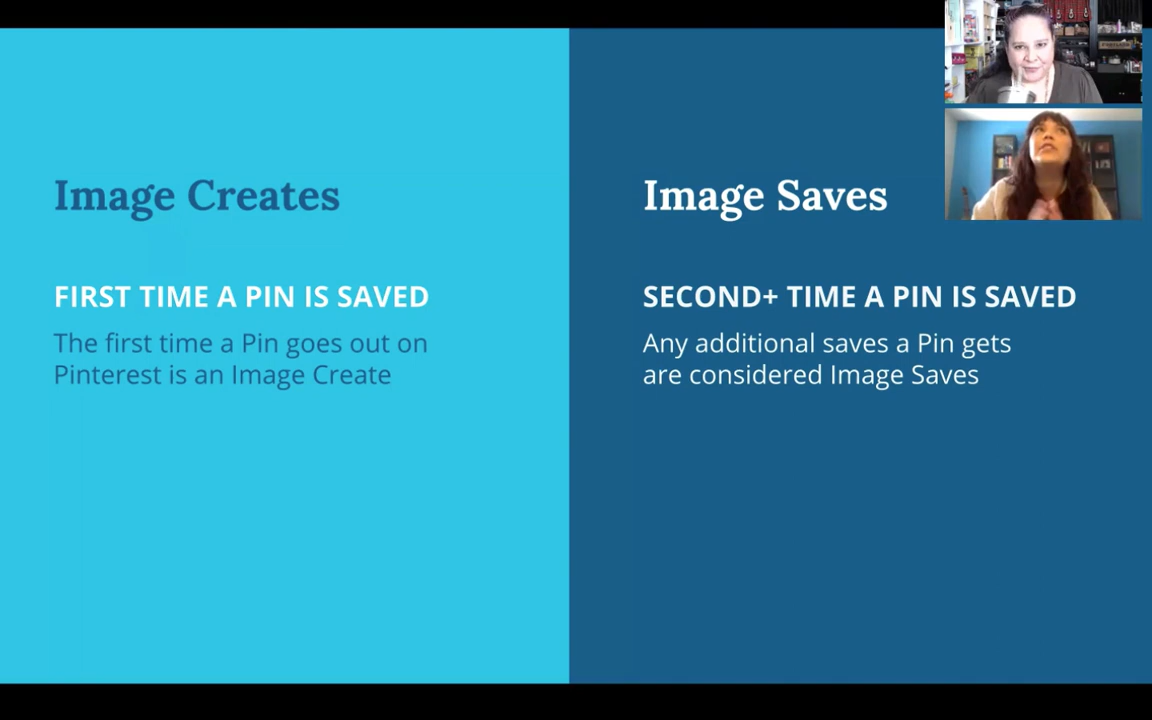 Image Creates
FIRST TIME A PIN IS SAVED
The first time a Pin goes out on
Pinterest is an Image Create
Image Saves
SECOND+ TIME A PIN IS SAVED
Any additional saves a Pin gets
are considered Image Saves